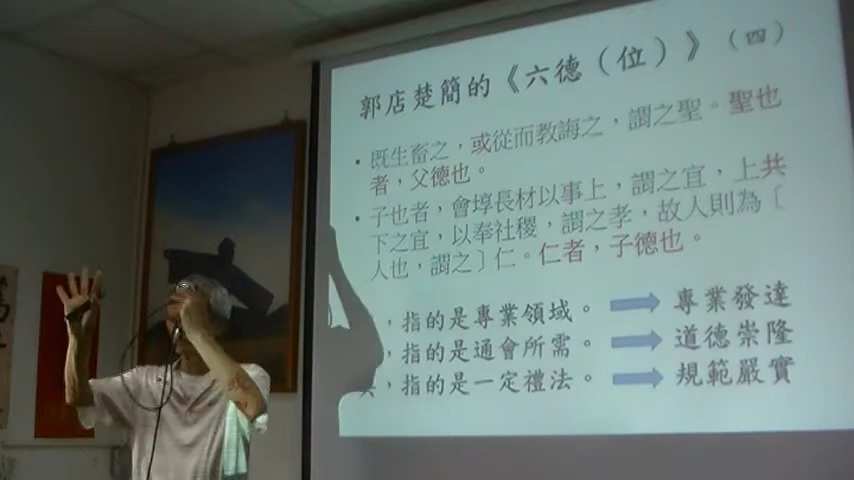 郭店楚簡的《六德（位）》（四）
• 既生畜之，或從而教誨之，謂之聖。聖也
者，父德也。
• 子也者，會埻長材以事上，謂之宜，上共
下之宜，以奉社稷，謂之孝，故人則為〔
人也，謂之〕仁。仁者，子德也。
，指的是專業領域。 → 專業發達
，指的是通會所需。 → 道德崇隆
，指的是一定禮法。 → 規範嚴實